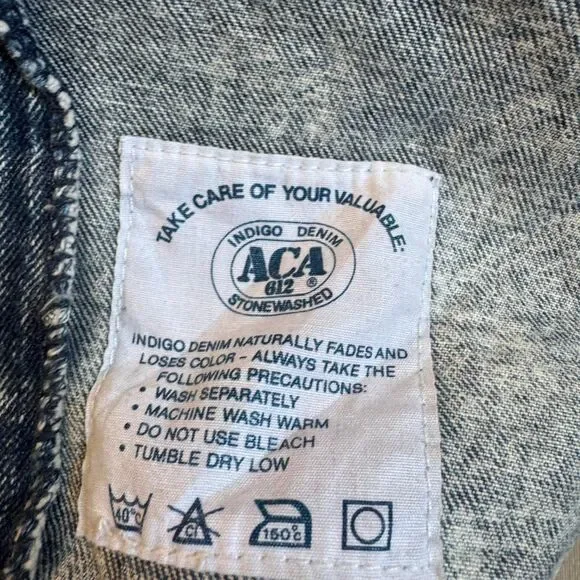 TAKE CARE OF YOUR VALUABLE:
INDIGO DENIM
ACA
612 ®
STONEWASHED
INDIGO DENIM NATURALLY FADES AND
LOSES COLOR - ALWAYS TAKE THE
FOLLOWING PRECAUTIONS:
• WASH SEPARATELY
• MACHINE WASH WARM
• DO NOT USE BLEACH
• TUMBLE DRY LOW
40°C Cl 150°C